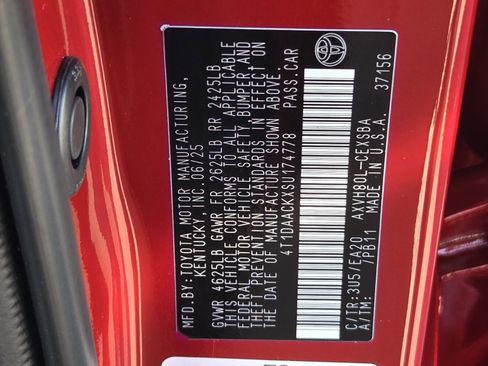 MFD. BY: TOYOTA MOTOR MANUFACTURING,
KENTUCKY, INC. 06/25
GVWR 4625LB GAWR FR 2625LB RR 2425LB
THIS VEHICLE CONFORMS TO ALL APPLICABLE
FEDERAL MOTOR VEHICLE SAFETY, BUMPER AND
THEFT PREVENTION STANDARDS IN EFFECT ON
THE DATE OF MANUFACTURE SHOWN ABOVE.
4T1DAACKXSU174778 PASS.CAR
C/TR:3U5/EA20 AXVH80L-CEXSBA
A/TM: /PB11 MADE IN U.S.A. 37156